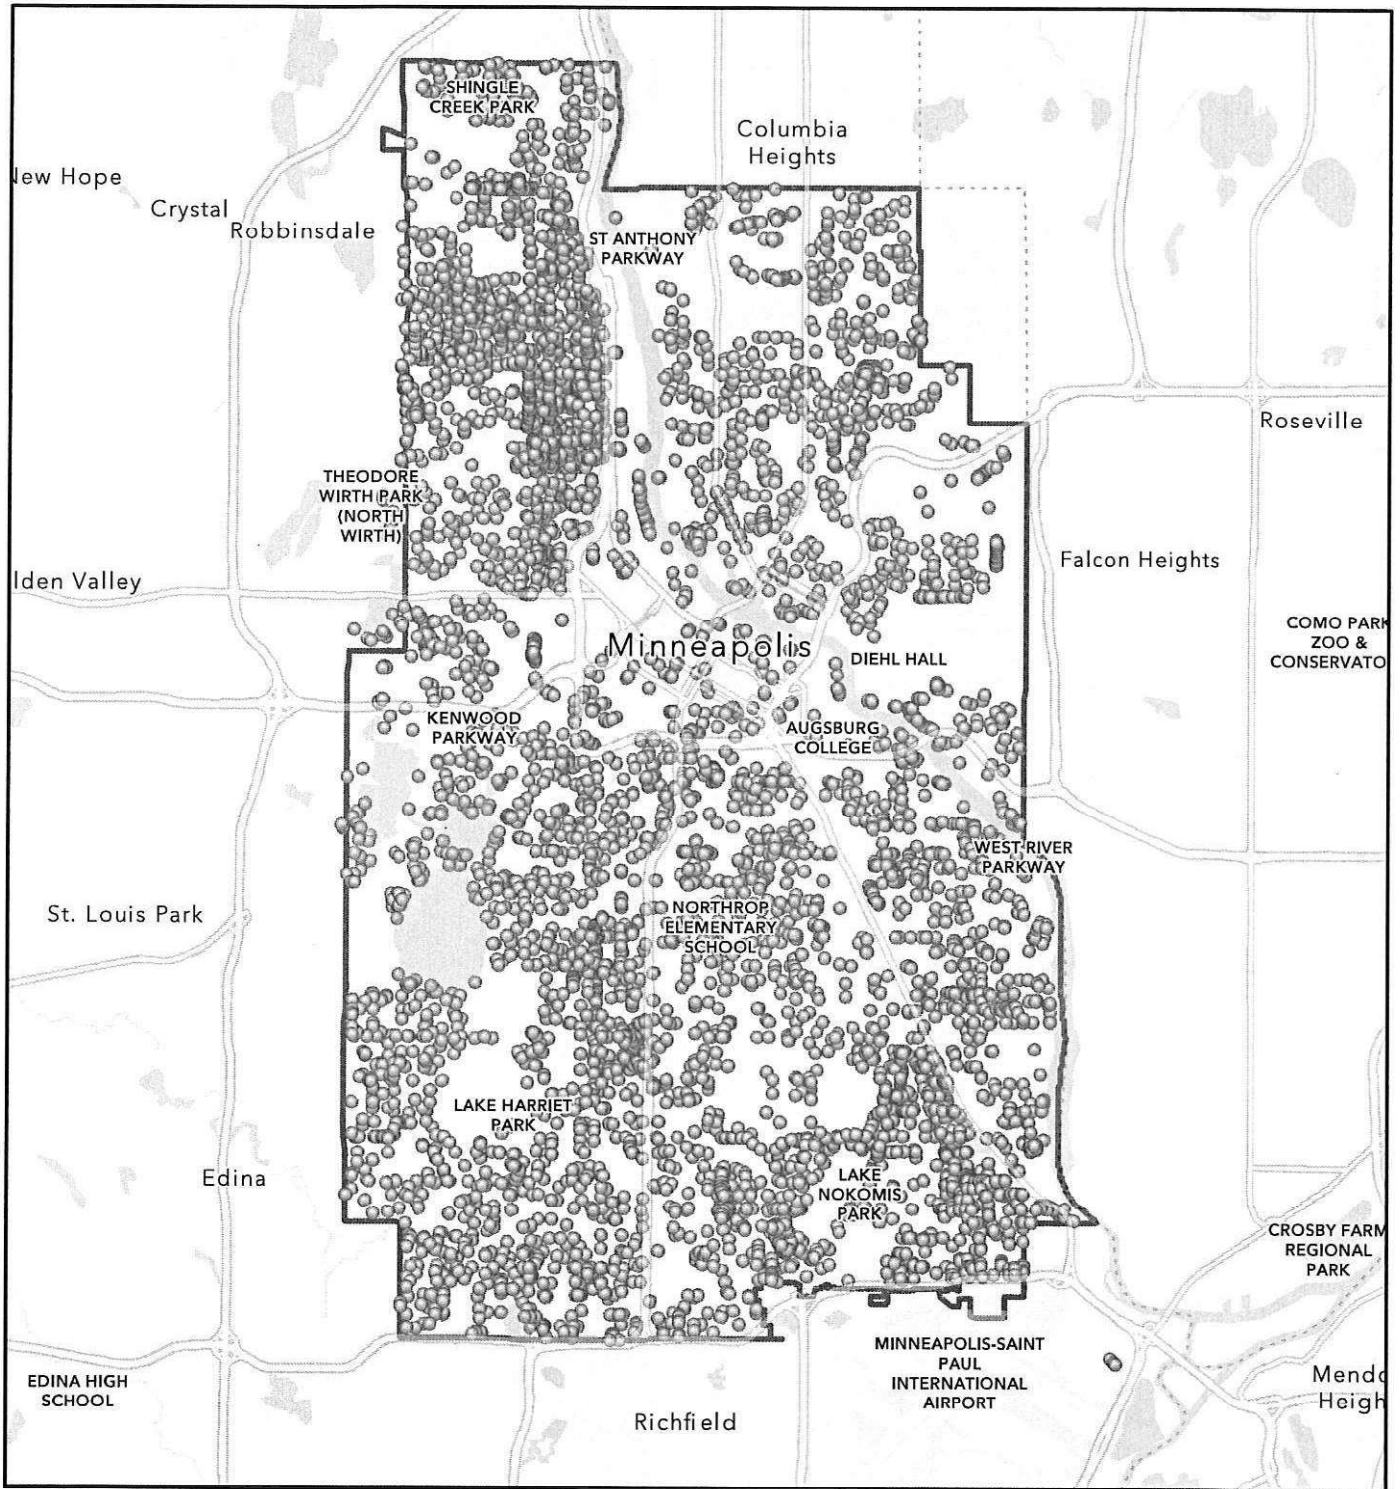 SHINGLE
CREEK PARK
Columbia
Heights
New Hope
Crystal
Robbinsdale
ST ANTHONY
PARKWAY
Roseville
THEODORE
WIRTH PARK
(NORTH
WIRTH)
Falcon Heights
lden Valley
COMO PARK
ZOO &
CONSERVATO
Minneapolis
DIEHL HALL
KENWOOD
PARKWAY
AUGSBURG
COLLEGE
WEST RIVER
PARKWAY
St. Louis Park
NORTHROP
ELEMENTARY
SCHOOL
LAKE HARRIET
PARK
Edina
LAKE
NOKOMIS
PARK
CROSBY FARM
REGIONAL
PARK
MINNEAPOLIS-SAINT
PAUL
INTERNATIONAL
AIRPORT
EDINA HIGH
SCHOOL
Mendo
Heigh
Richfield